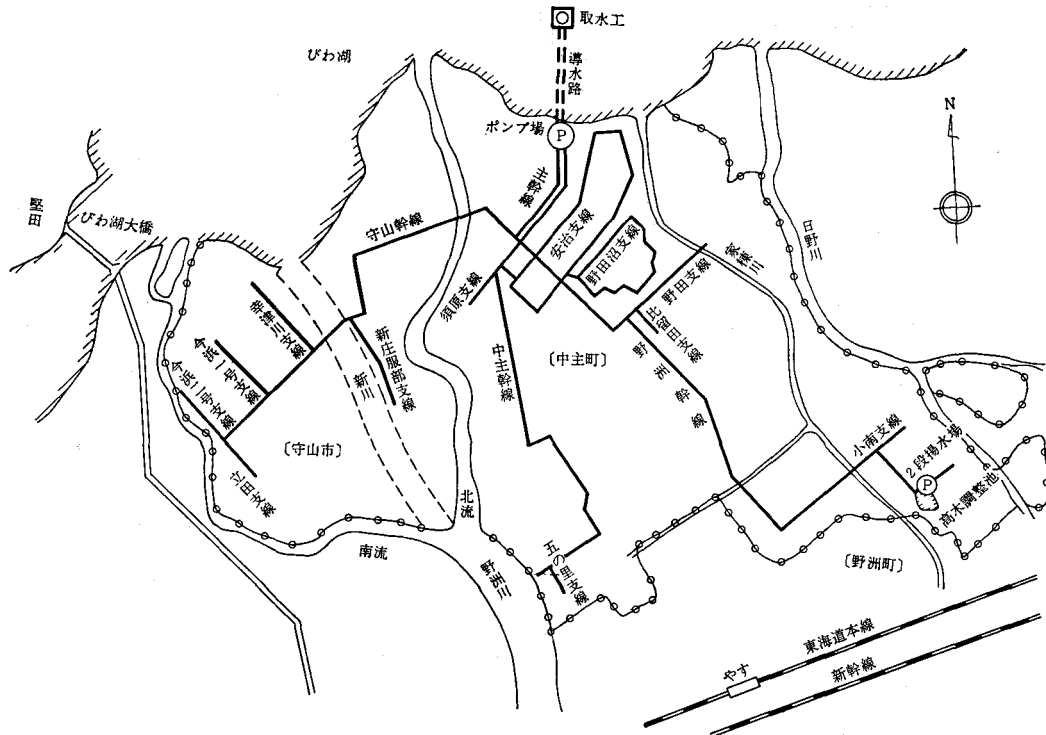 取水工
びわ湖
導水路
ポンプ場
P
N
主幹線
堅田
びわ湖大橋
守山幹線
安治支線
野田沼支線
家棟川
日野川
須原支線
野田支線
比留田支線
幸津川支線
新庄服部支線
中主幹線
〔中主町〕
野洲幹線
今浜一号支線
今浜二号支線
新川
〔守山市〕
小南支線
2段揚水場
P
立田支線
高木調整池
北流
南流
五の里支線
〔野洲町〕
野洲川
東海道本線
やす
新幹線